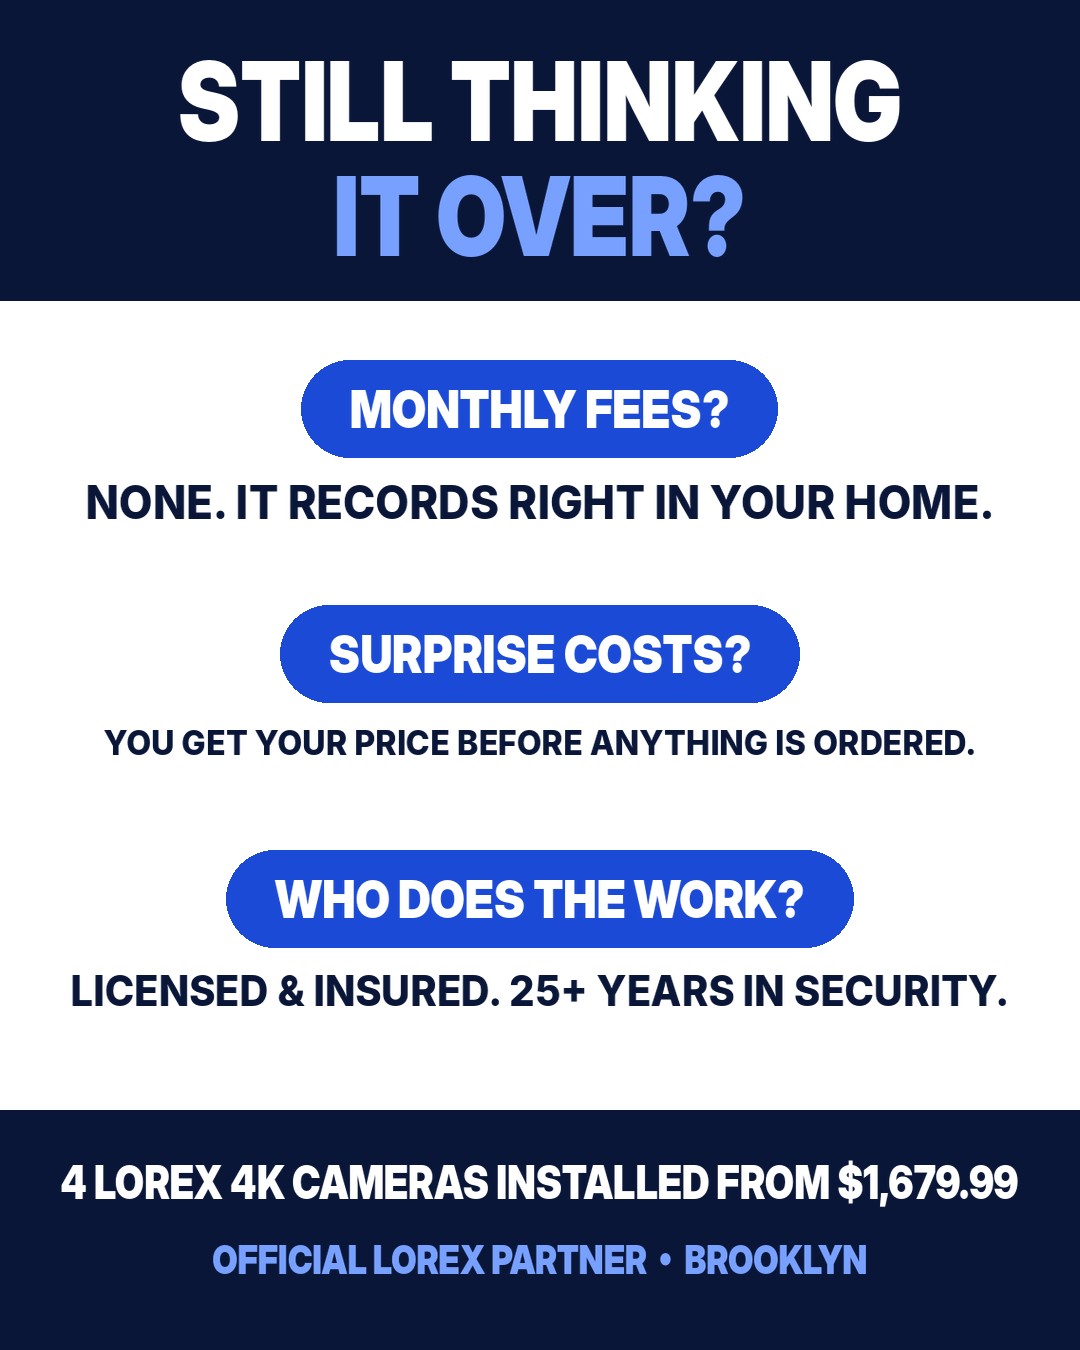 STILL THINKING
IT OVER?
MONTHLY FEES?
NONE. IT RECORDS RIGHT IN YOUR HOME.
SURPRISE COSTS?
YOU GET YOUR PRICE BEFORE ANYTHING IS ORDERED.
WHO DOES THE WORK?
LICENSED & INSURED. 25+ YEARS IN SECURITY.
4 LOREX 4K CAMERAS INSTALLED FROM $1,679.99
OFFICIAL LOREX PARTNER • BROOKLYN